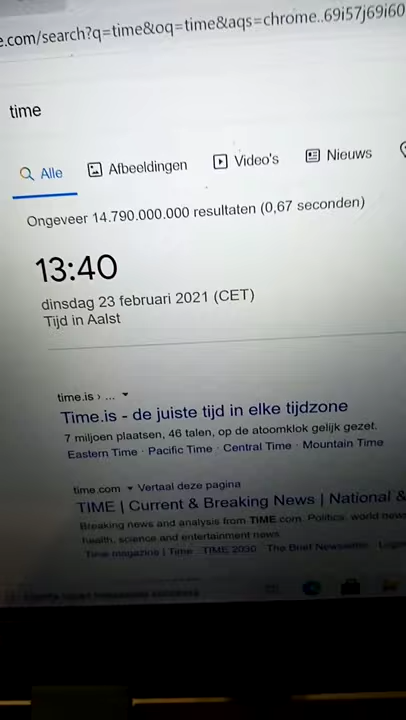 e.com/search?q=time&oq=time&aqs=chrome..69i57j69i60
time
Alle Afbeeldingen Video's Nieuws
Ongeveer 14.790.000.000 resultaten (0,67 seconden)
13:40
dinsdag 23 februari 2021 (CET)
Tijd in Aalst
time.is › ...
Time.is - de juiste tijd in elke tijdzone
7 miljoen plaatsen, 46 talen, op de atoomklok gelijk gezet.
Eastern Time · Pacific Time · Central Time · Mountain Time
time.com Vertaal deze pagina
TIME | Current & Breaking News | National &
Breaking news and analysis from TIME.com. Politics, world news
health, science and entertainment news
Time magazine | Time · TIME 2030 · The Brief Newsletter